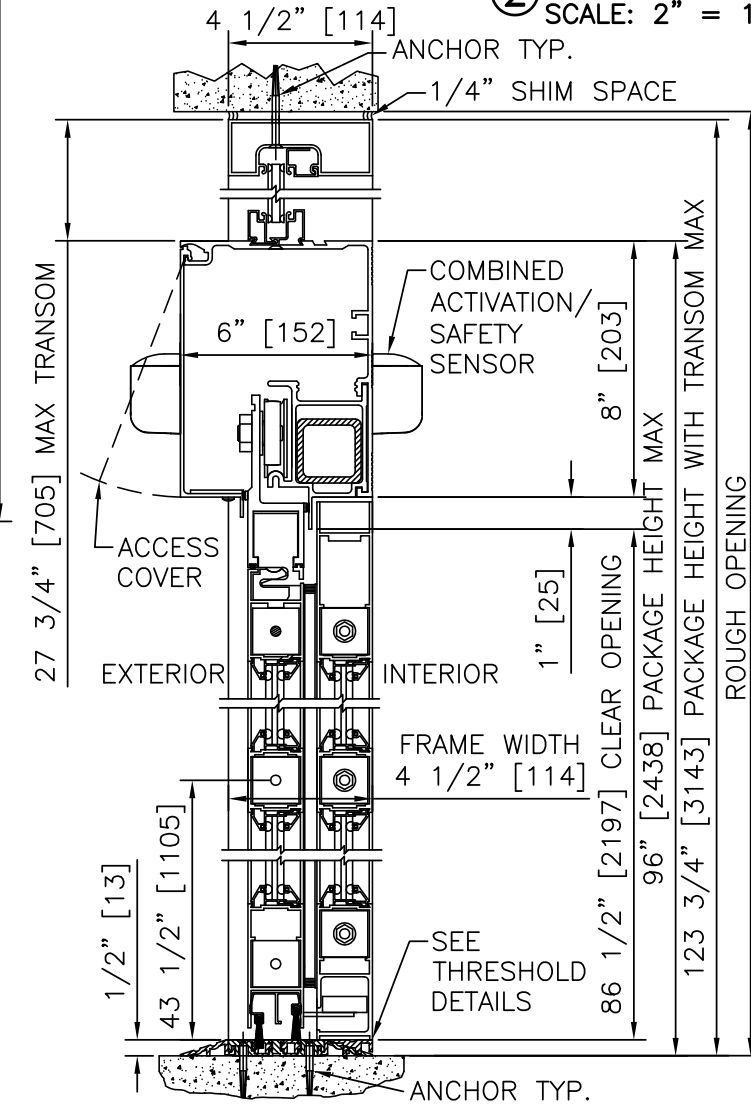 2
SCALE: 2" = 1
4 1/2" [114]
ANCHOR TYP.
1/4" SHIM SPACE
27 3/4" [705] MAX TRANSOM
COMBINED
ACTIVATION/
SAFETY
SENSOR
6" [152]
8" [203]
ACCESS
COVER
1" [25]
EXTERIOR
INTERIOR
FRAME WIDTH
4 1/2" [114]
86 1/2" [2197] CLEAR OPENING
96" [2438] PACKAGE HEIGHT MAX
123 3/4" [3143] PACKAGE HEIGHT WITH TRANSOM MAX
ROUGH OPENING
1/2" [13]
43 1/2" [1105]
SEE
THRESHOLD
DETAILS
ANCHOR TYP.